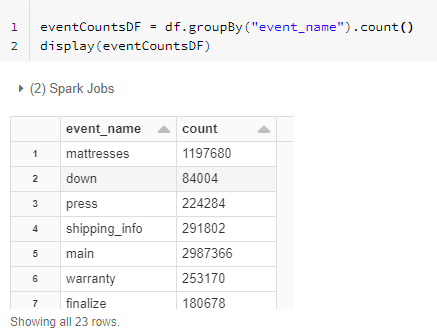 1 eventCountsDF = df.groupBy("event_name").count()
2 display(eventCountsDF)
(2) Spark Jobs
event_name count
1 mattresses 1197680
2 down 84004
3 press 224284
4 shipping_info 291802
5 main 2987366
6 warranty 253170
7 finalize 180678
Showing all 23 rows.